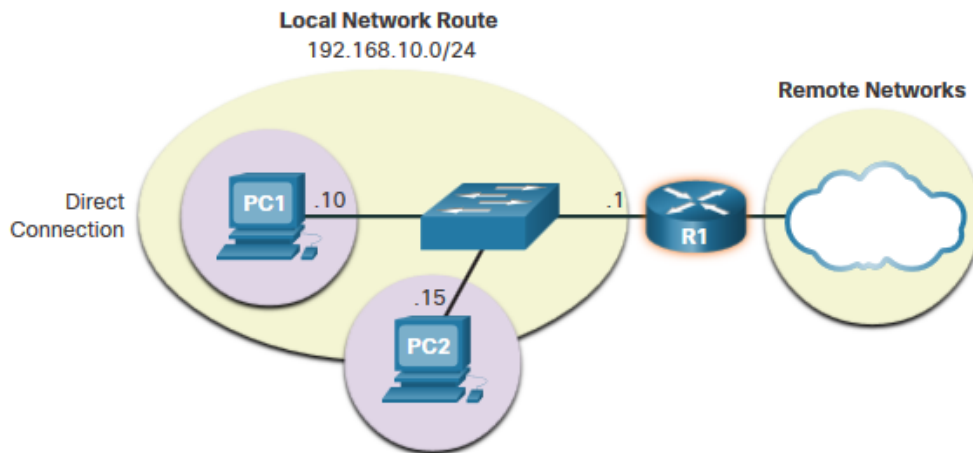 Local Network Route
192.168.10.0/24
Remote Networks
Direct
Connection
PC1
.10
.1
R1
.15
PC2